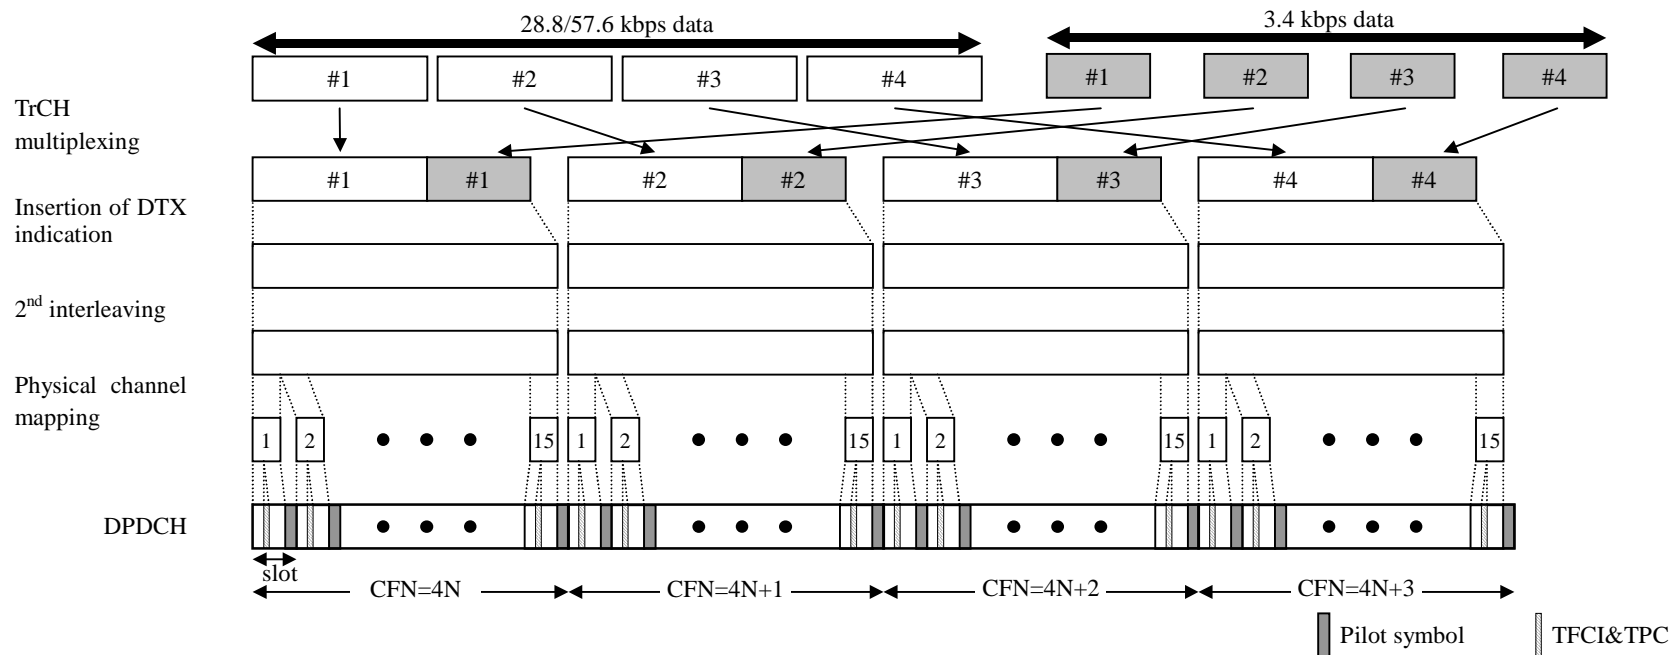 28.8/57.6 kbps data 3.4 kbps data
#1 #2 #3 #4 #1 #2 #3 #4
TrCH
multiplexing
#1 #1 #2 #2 #3 #3 #4 #4
Insertion of DTX
indication
2nd interleaving
Physical channel
mapping
1 2 15 1 2 15 1 2 15 1 2 15
DPDCH
slot
CFN=4N CFN=4N+1 CFN=4N+2 CFN=4N+3
Pilot symbol TFCI&TPC